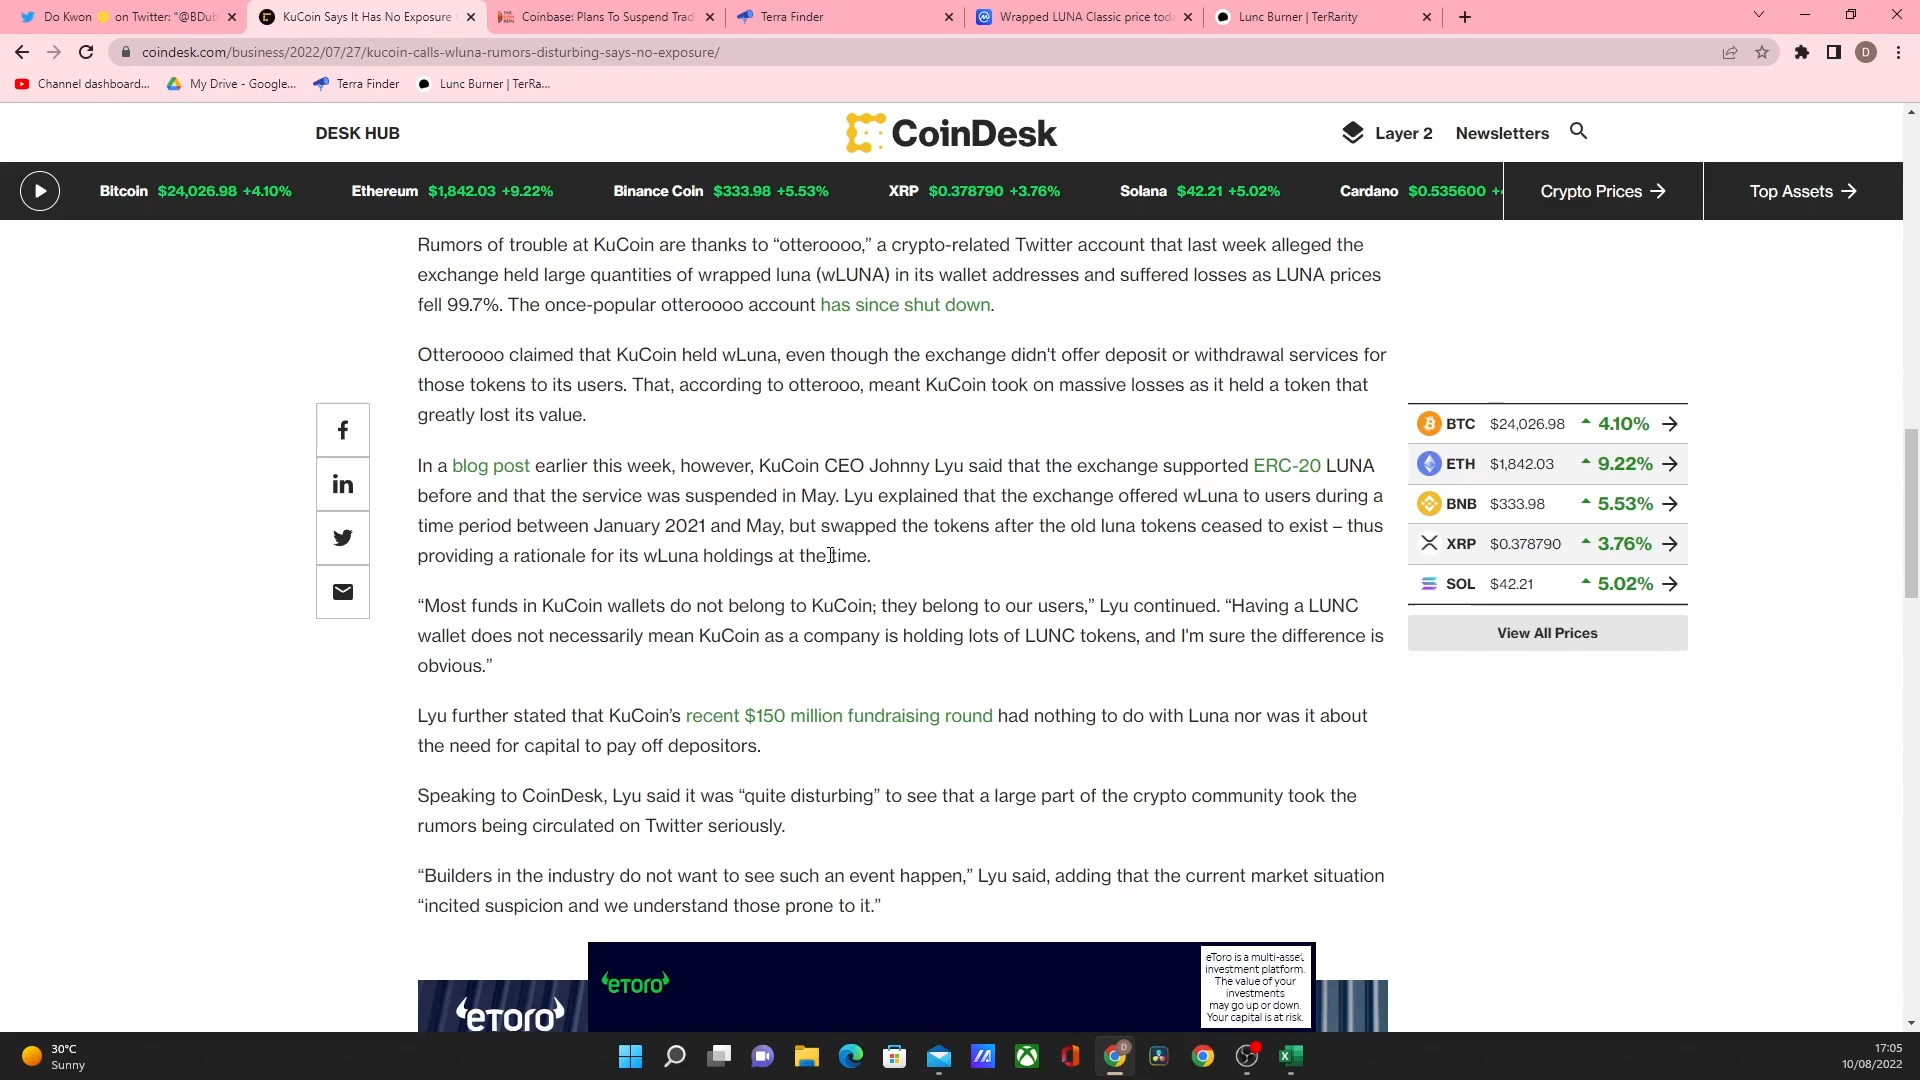 Do Kwon on Twitter: "@BDub
KuCoin Says It Has No Exposure
Coinbase: Plans To Suspend Trad
Terra Finder
Wrapped LUNA Classic price tod
Lunc Burner | TerRarity
coindesk.com/business/2022/07/27/kucoin-calls-wluna-rumors-disturbing-says-no-exposure/
D
Channel dashboard...
My Drive - Google...
Terra Finder
Lunc Burner | TerRa...
DESK HUB
CoinDesk
Layer 2
Newsletters
Bitcoin $24,026.98 +4.10%
Ethereum $1,842.03 +9.22%
Binance Coin $333.98 +5.53%
XRP $0.378790 +3.76%
Solana $42.21 +5.02%
Cardano $0.535600 +4
Crypto Prices →
Top Assets →
Rumors of trouble at KuCoin are thanks to “otteroooo,” a crypto-related Twitter account that last week alleged the
exchange held large quantities of wrapped luna (wLUNA) in its wallet addresses and suffered losses as LUNA prices
fell 99.7%. The once-popular otteroooo account has since shut down.
Otteroooo claimed that KuCoin held wLuna, even though the exchange didn't offer deposit or withdrawal services for
those tokens to its users. That, according to otterooo, meant KuCoin took on massive losses as it held a token that
greatly lost its value.
In a blog post earlier this week, however, KuCoin CEO Johnny Lyu said that the exchange supported ERC-20 LUNA
before and that the service was suspended in May. Lyu explained that the exchange offered wLuna to users during a
time period between January 2021 and May, but swapped the tokens after the old luna tokens ceased to exist – thus
providing a rationale for its wLuna holdings at the time.
“Most funds in KuCoin wallets do not belong to KuCoin; they belong to our users,” Lyu continued. “Having a LUNC
wallet does not necessarily mean KuCoin as a company is holding lots of LUNC tokens, and I'm sure the difference is
obvious.”
Lyu further stated that KuCoin’s recent $150 million fundraising round had nothing to do with Luna nor was it about
the need for capital to pay off depositors.
Speaking to CoinDesk, Lyu said it was “quite disturbing” to see that a large part of the crypto community took the
rumors being circulated on Twitter seriously.
“Builders in the industry do not want to see such an event happen,” Lyu said, adding that the current market situation
“incited suspicion and we understand those prone to it.”
BTC $24,026.98 4.10% →
ETH $1,842.03 9.22% →
BNB $333.98 5.53% →
XRP $0.378790 3.76% →
SOL $42.21 5.02% →
View All Prices
eToro
eToro
eToro is a multi-asset
investment platform.
The value of your
investments
may go up or down.
Your capital is at risk.
30°C
Sunny
D
17:05
10/08/2022